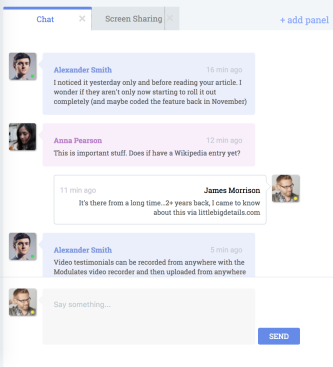 Chat ×
Screen Sharing ×
+ add panel
Alexander Smith 16 min ago
I noticed it yesterday only and before reading your article. I
wonder if they aren't only now starting to roll it out
completely (and maybe coded the feature back in November)
Anna Pearson 12 min ago
This is important stuff. Does if have a Wikipedia entry yet?
11 min ago James Morrison
It's there from a long time...2+ years back, I came to know
about this via littlebigdetails.com
Alexander Smith 5 min ago
Video testimonials can be recorded from anywhere with the
Modulates video recorder and then uploaded from anywhere
Say something...
SEND